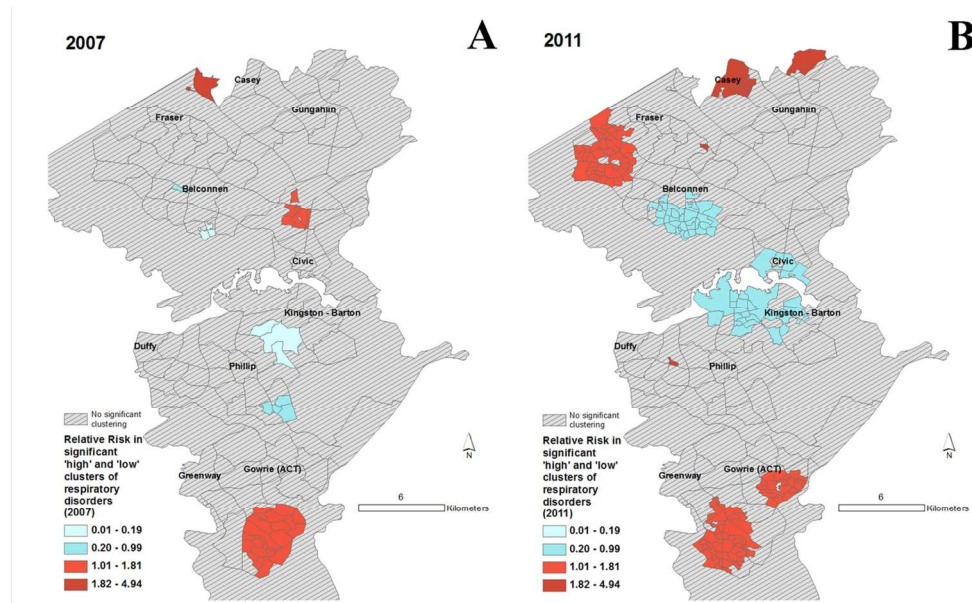 2007
A
Casey
Gungahlin
Fraser
Belconnen
Civic
Kingston - Barton
Duffy
Phillip
No significant
clustering
Relative Risk in
significant
'high' and 'low'
clusters of
respiratory
disorders
(2007)
0.01 - 0.19
0.20 - 0.99
1.01 - 1.81
1.82 - 4.94
Greenway
Gowrie (ACT)
N
6
Kilometers
2011
B
Casey
Gungahlin
Fraser
Belconnen
Civic
Kingston - Barton
Duffy
Phillip
No significant
clustering
Relative Risk in
significant
'high' and 'low'
clusters of
respiratory
disorders
(2011)
0.01 - 0.19
0.20 - 0.99
1.01 - 1.81
1.82 - 4.94
Greenway
Gowrie (ACT)
N
6
Kilometers